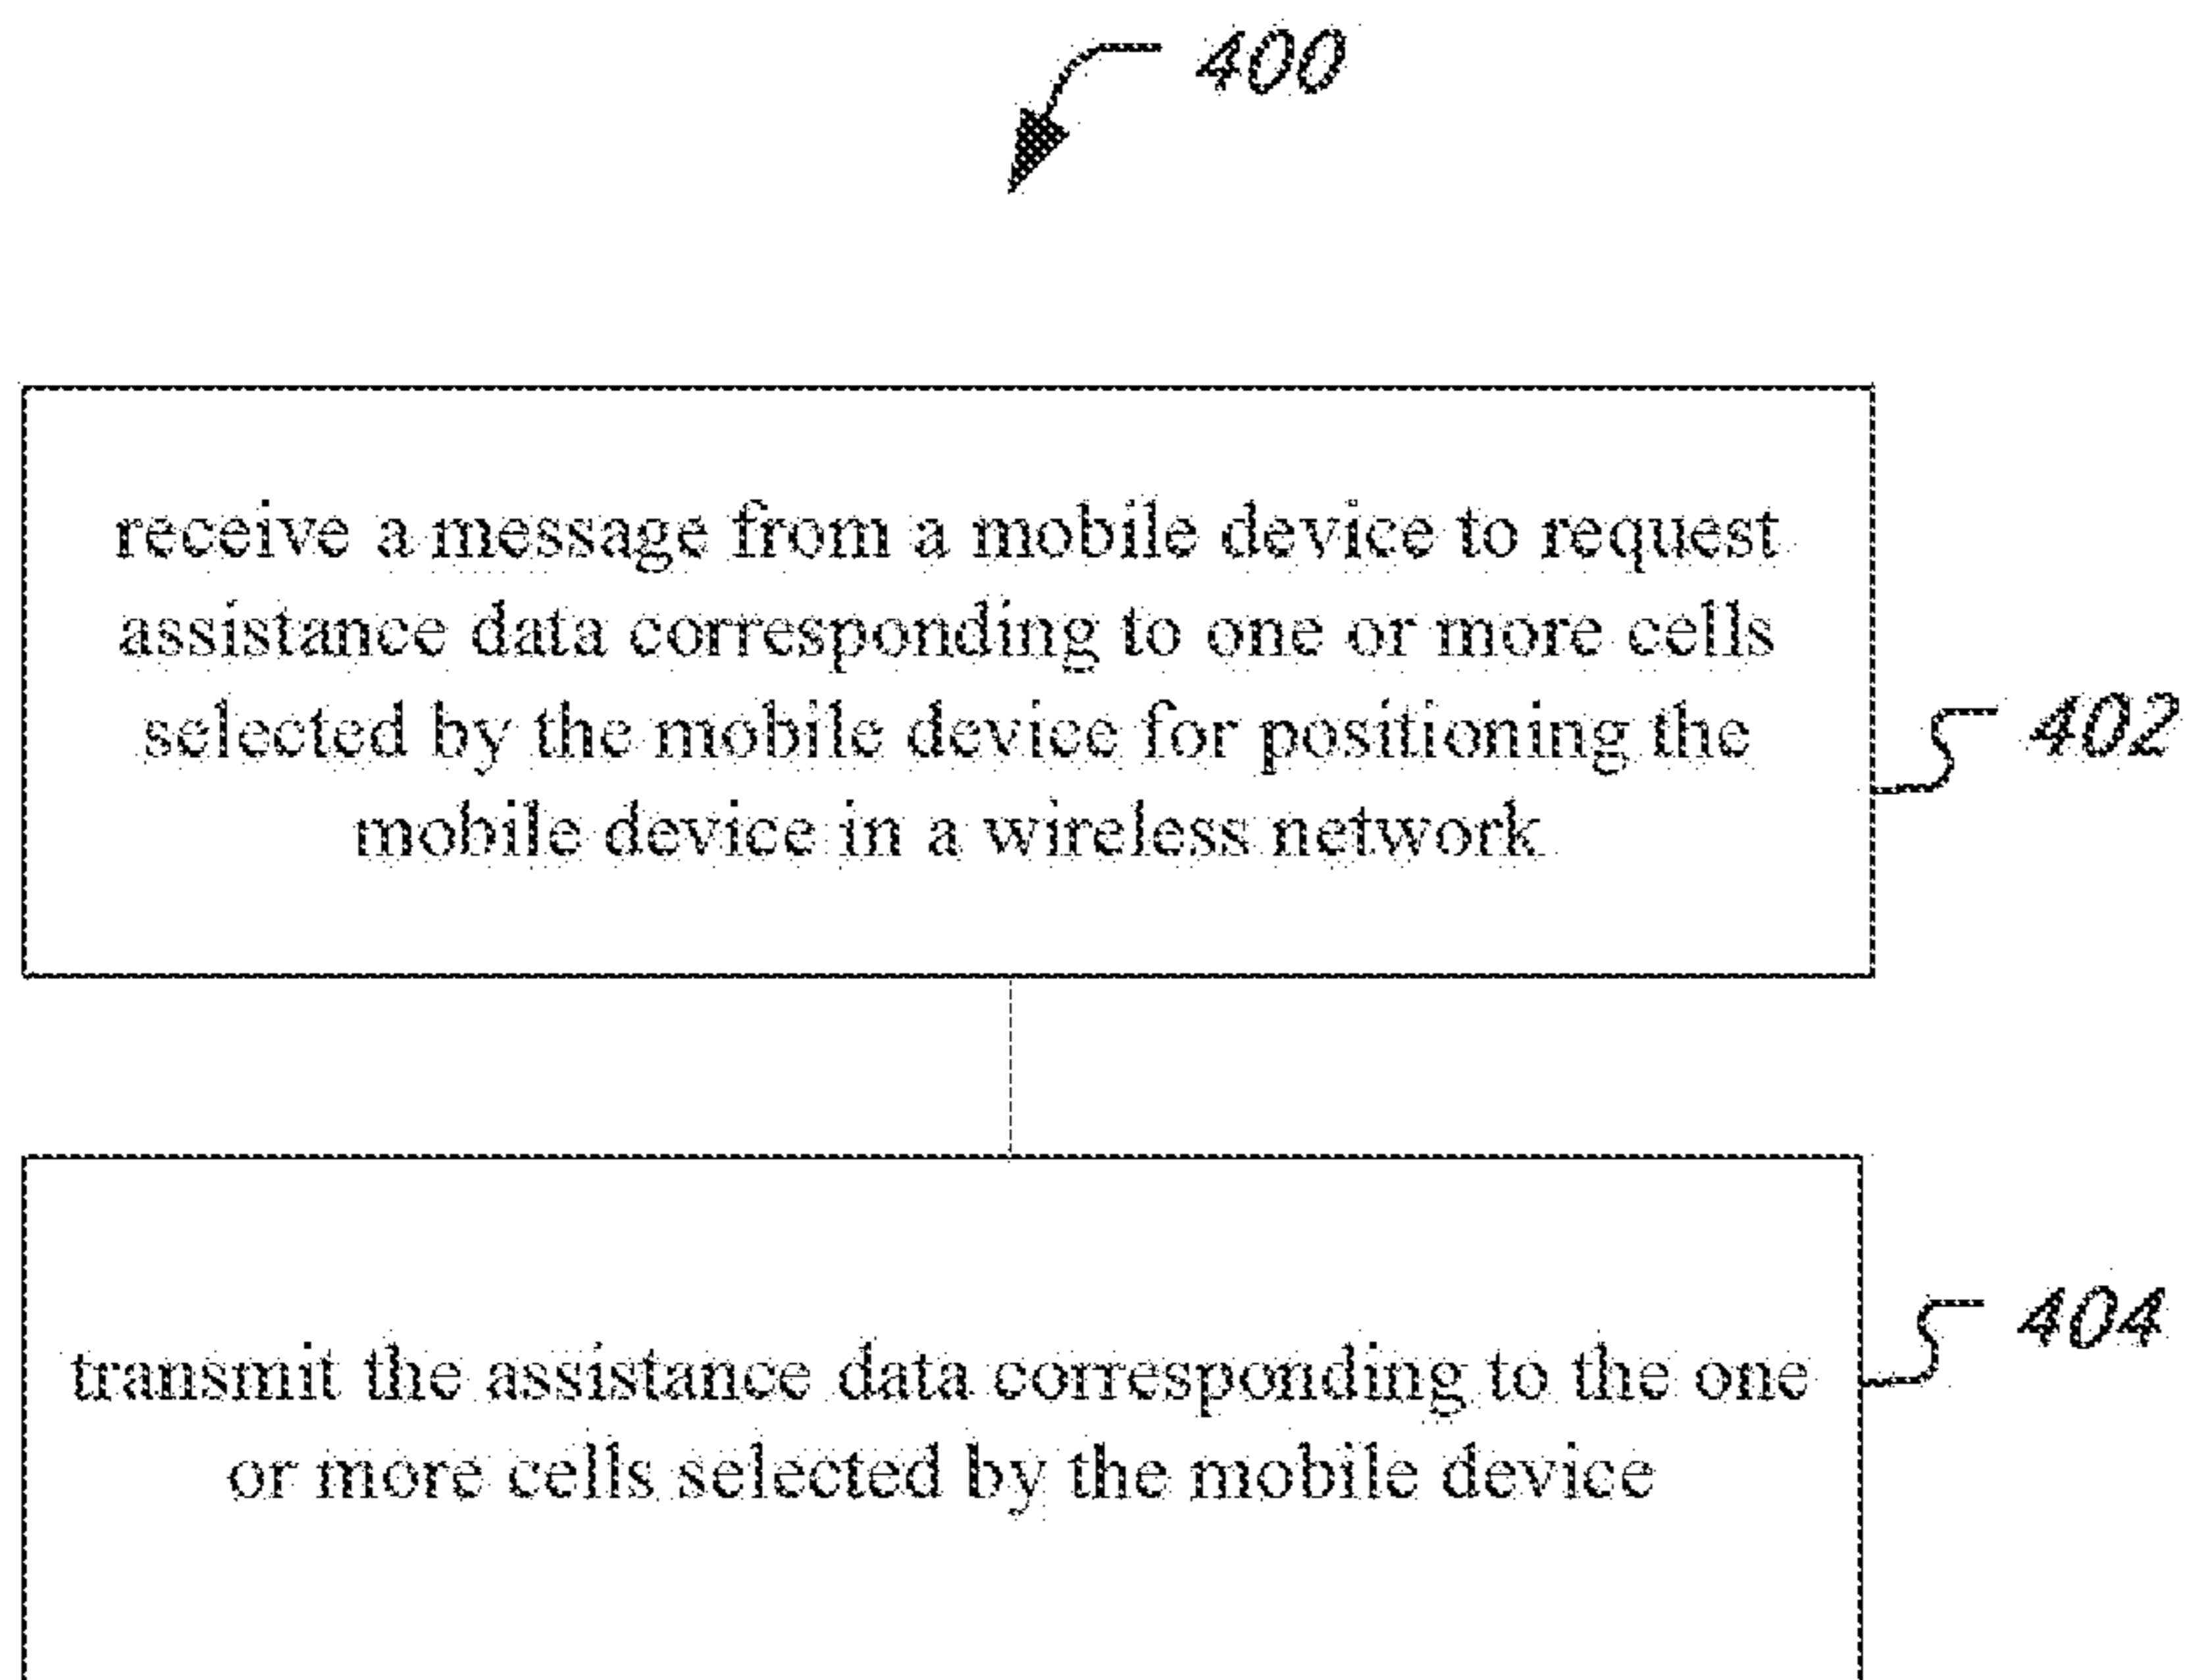 400
receive a message from a mobile device to request
assistance data corresponding to one or more cells
selected by the mobile device for positioning the
mobile device in a wireless network
402
transmit the assistance data corresponding to the one
or more cells selected by the mobile device
404